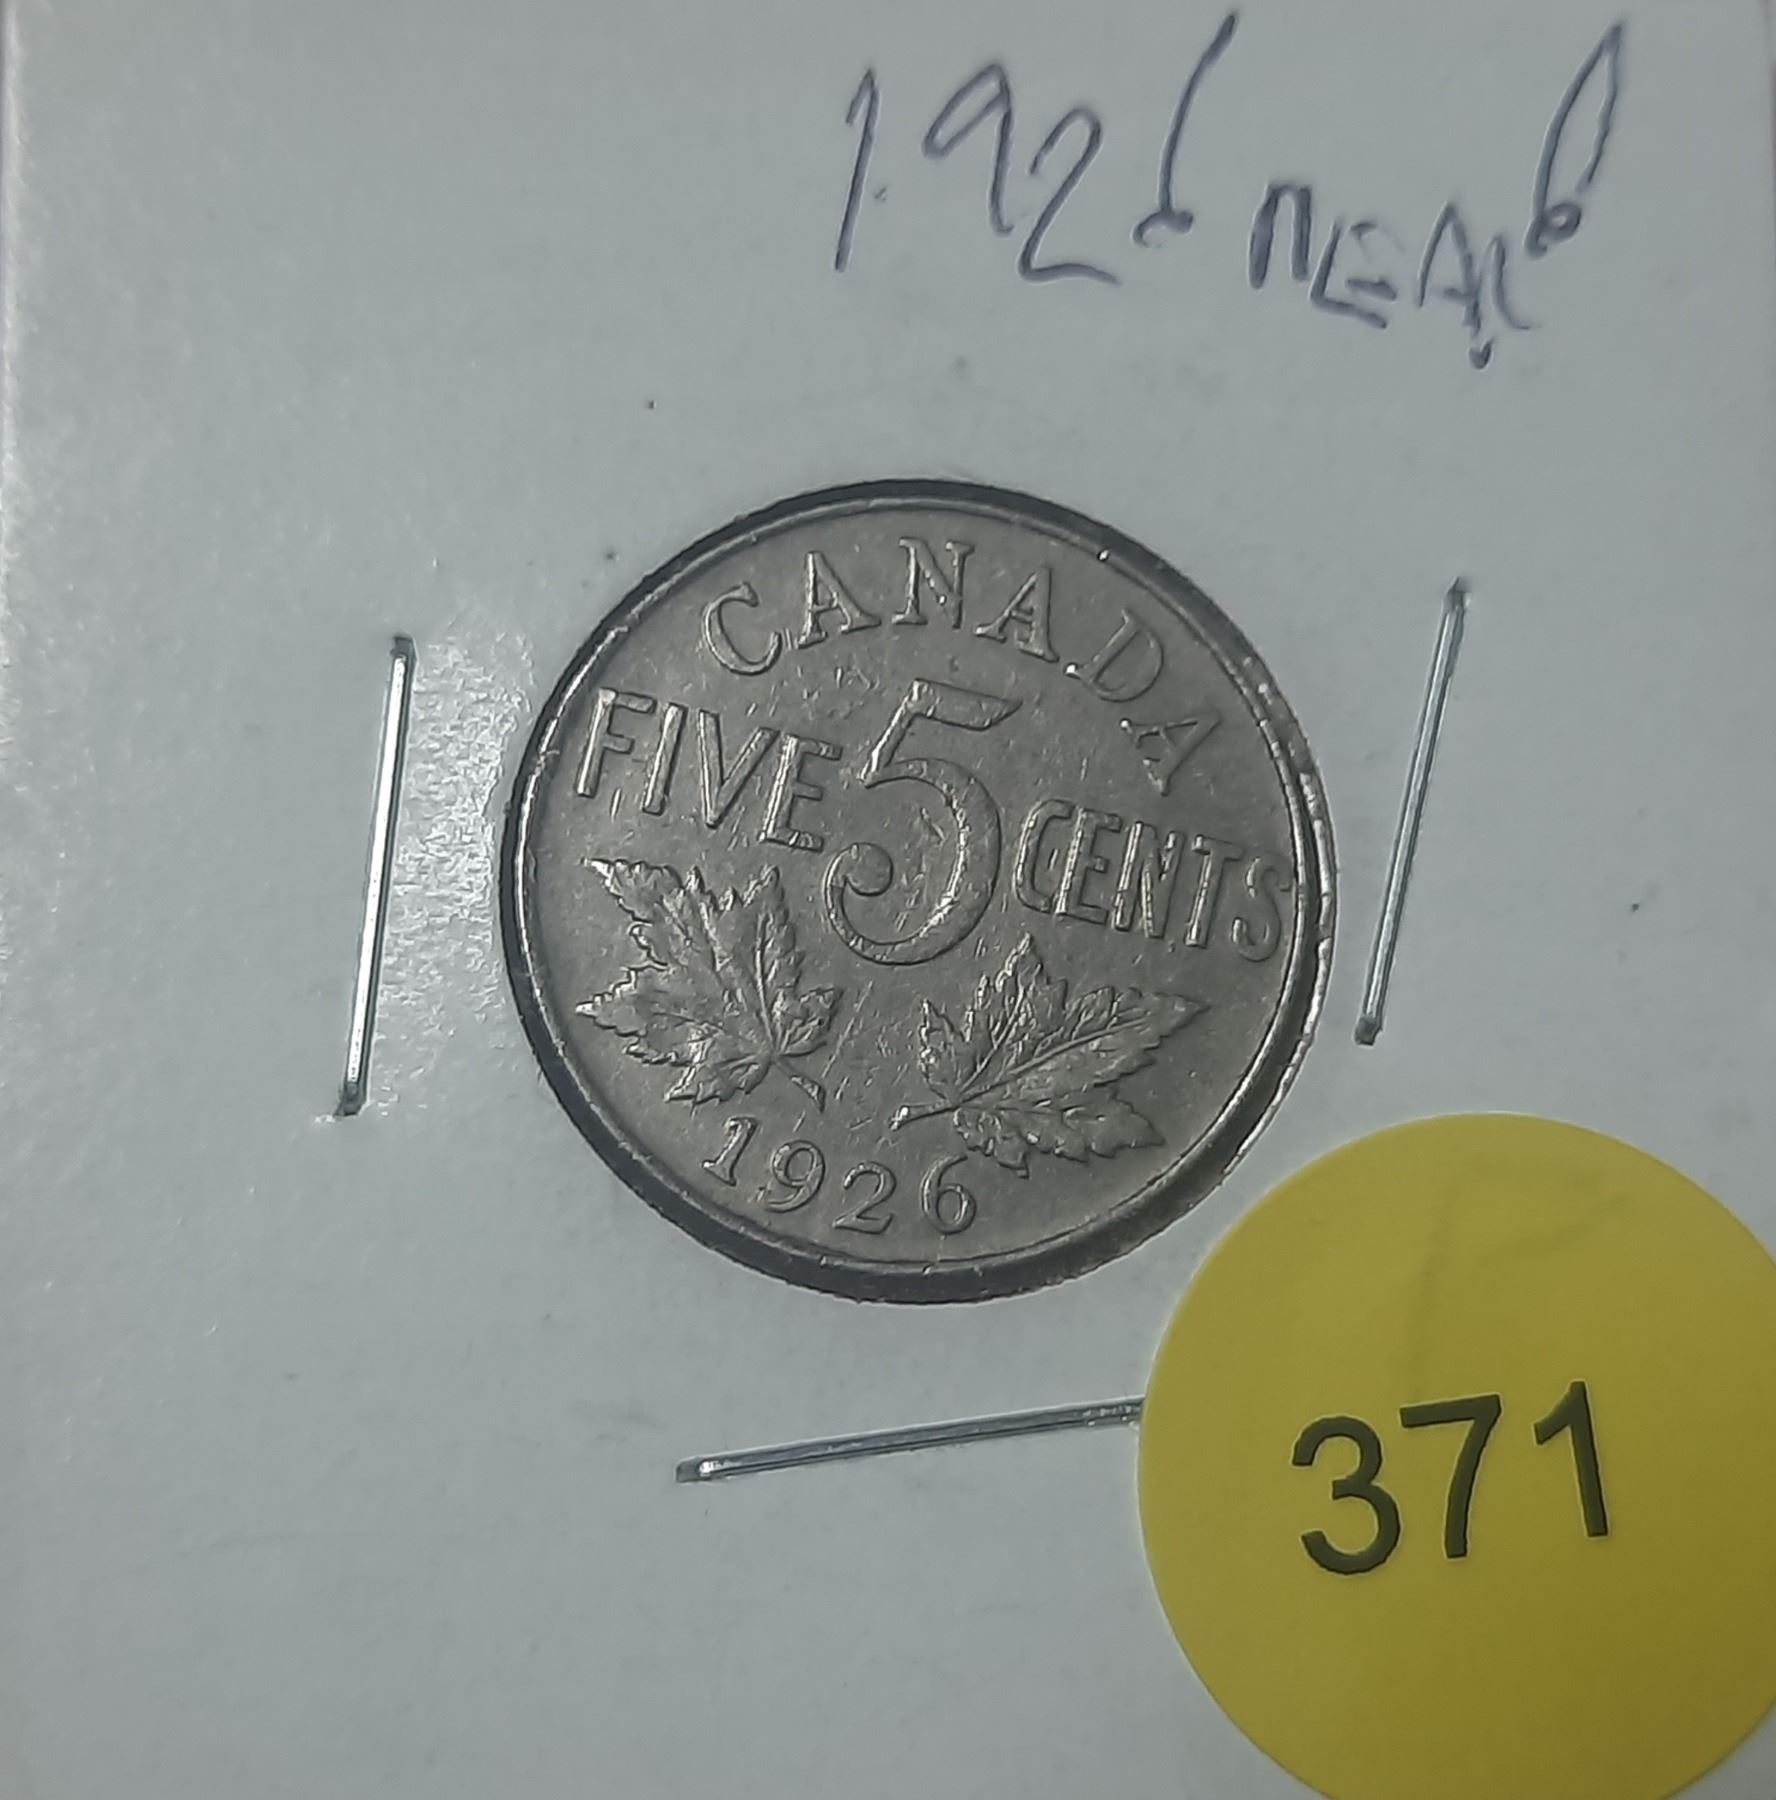 1926 NEAR 6
CANADA
FIVE 5 CENTS
1926
371